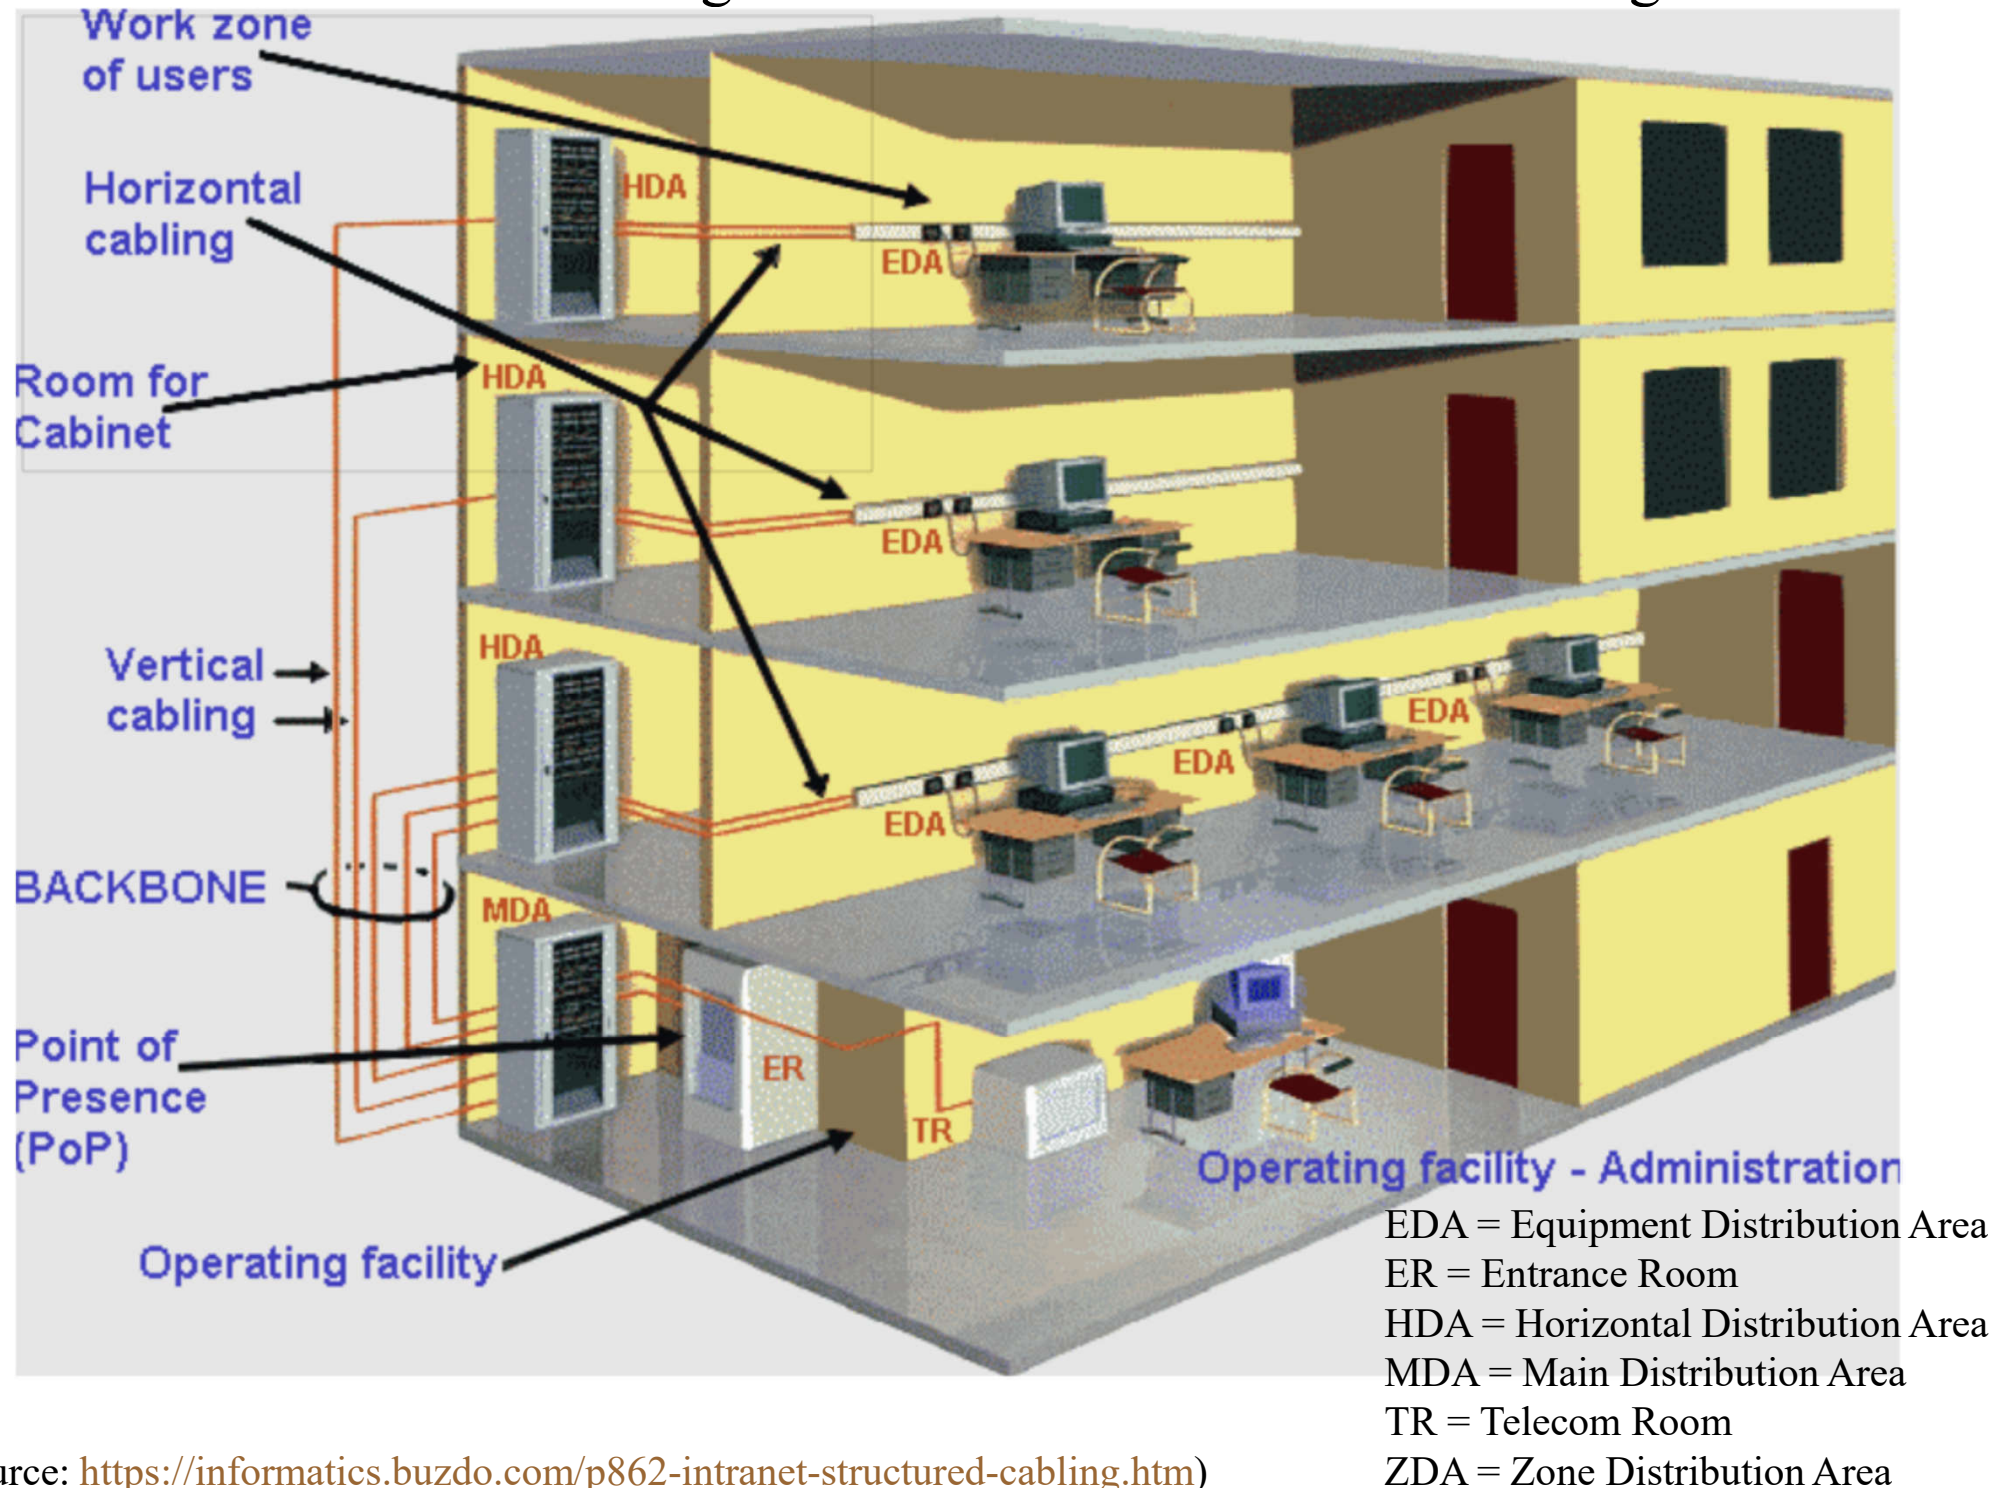 Work zone
of users
HDA
Horizontal
cabling
EDA
Room for
Cabinet
HDA
EDA
HDA
Vertical
cabling
EDA
EDA
EDA
BACKBONE
MDA
Point of
Presence
(PoP)
ER
TR
Operating facility - Administration
Operating facility
EDA = Equipment Distribution Area
ER = Entrance Room
HDA = Horizontal Distribution Area
MDA = Main Distribution Area
TR = Telecom Room
ZDA = Zone Distribution Area
https://informatics.buzdo.com/p862-intranet-structured-cabling.htm)